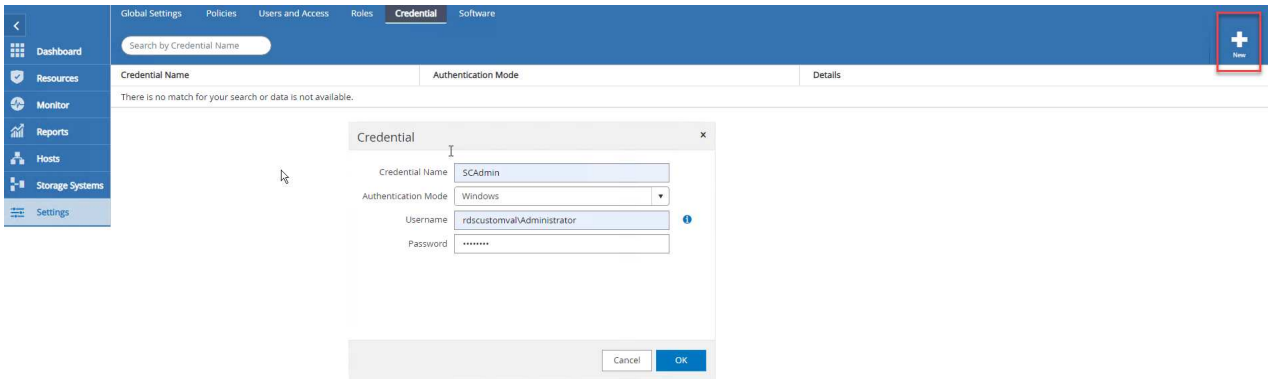 Global Settings Policies Users and Access Roles Credential Software
Search by Credential Name
New
Dashboard
Resources
Monitor
Reports
Hosts
Storage Systems
Settings
Credential Name Authentication Mode Details
There is no match for your search or data is not available.
Credential x
Credential Name SCAdmin
Authentication Mode Windows
Username rdscustomval\Administrator
Password ••••••••
Cancel OK